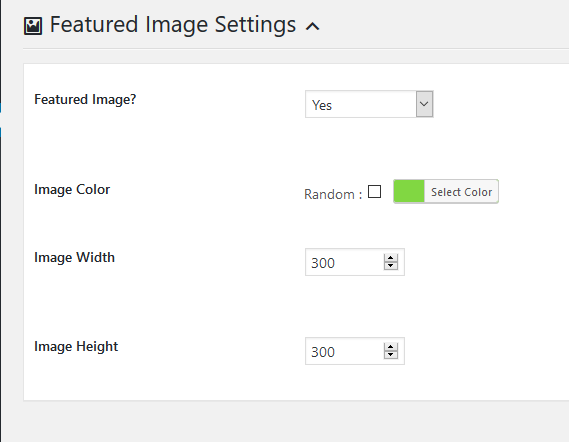 Featured Image Settings
Featured Image? Yes
Image Color Random : Select Color
Image Width 300
Image Height 300